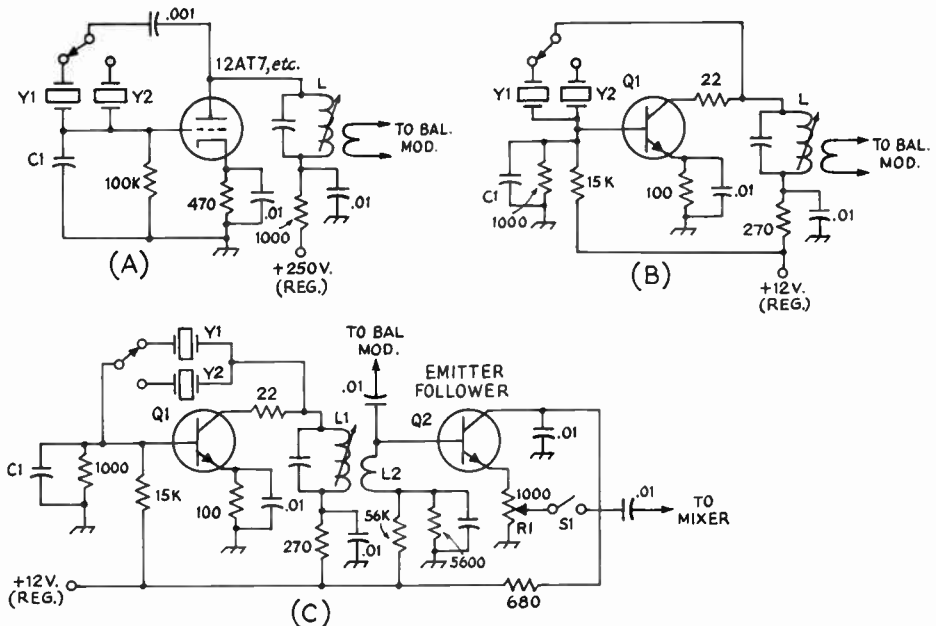 .001
12AT7, etc.
Y1
Y2
L
TO BAL.
MOD.
C1
100K
470
.01
1000
.01
+250V.
(REG.)
(A)
Y1
Y2
Q1
22
L
TO BAL.
MOD.
C1
1000
15K
100
.01
270
.01
+12V.
(REG.)
(B)
Y1
Y2
Q1
22
L1
C1
1000
15K
100
.01
270
.01
TO BAL
MOD.
.01
EMITTER
FOLLOWER
Q2
L2
56K
5600
.01
1000
R1
S1
.01
TO
MIXER
680
+12V.
(REG.)
(C)